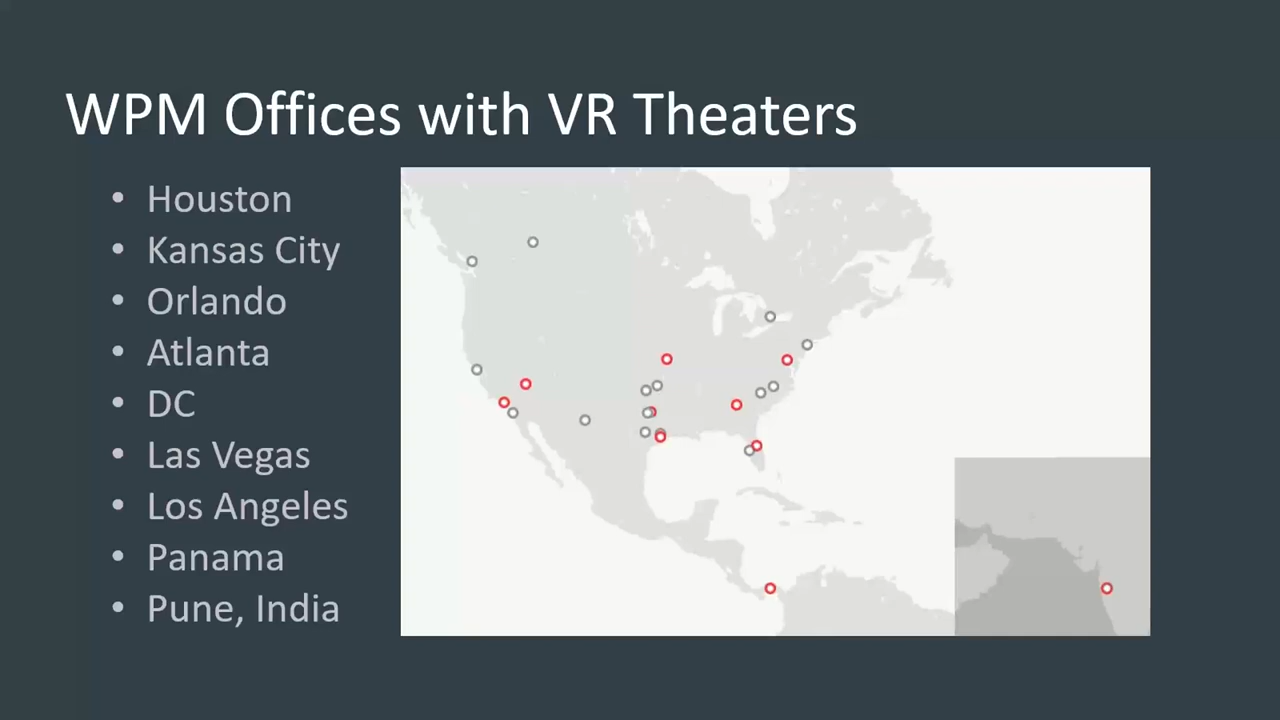 WPM Offices with VR Theaters
• Houston
• Kansas City
• Orlando
• Atlanta
• DC
• Las Vegas
• Los Angeles
• Panama
• Pune, India